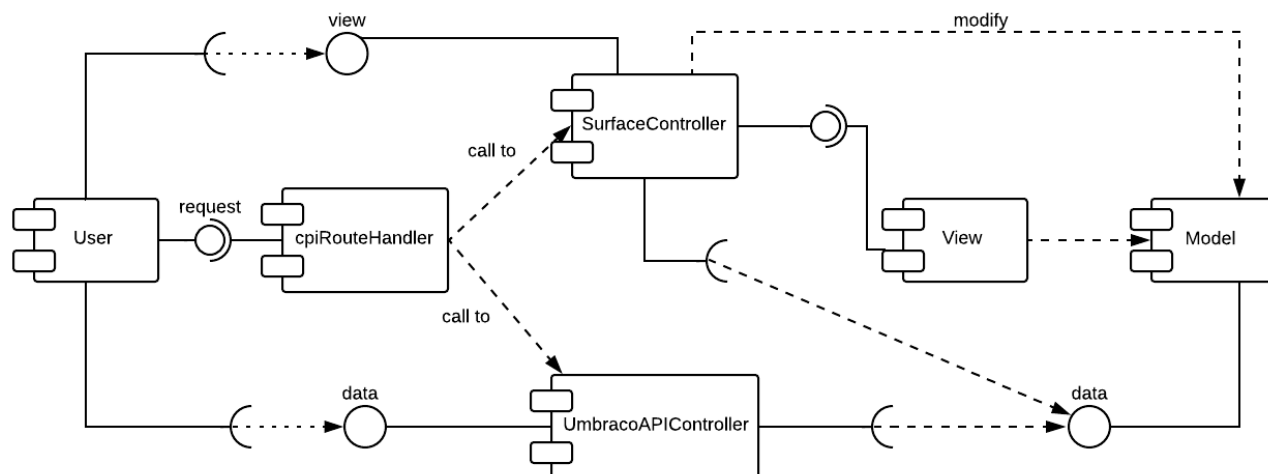 view
modify
SurfaceController
call to
request
User
cpiRouteHandler
View
Model
call to
data
data
UmbracoAPIController